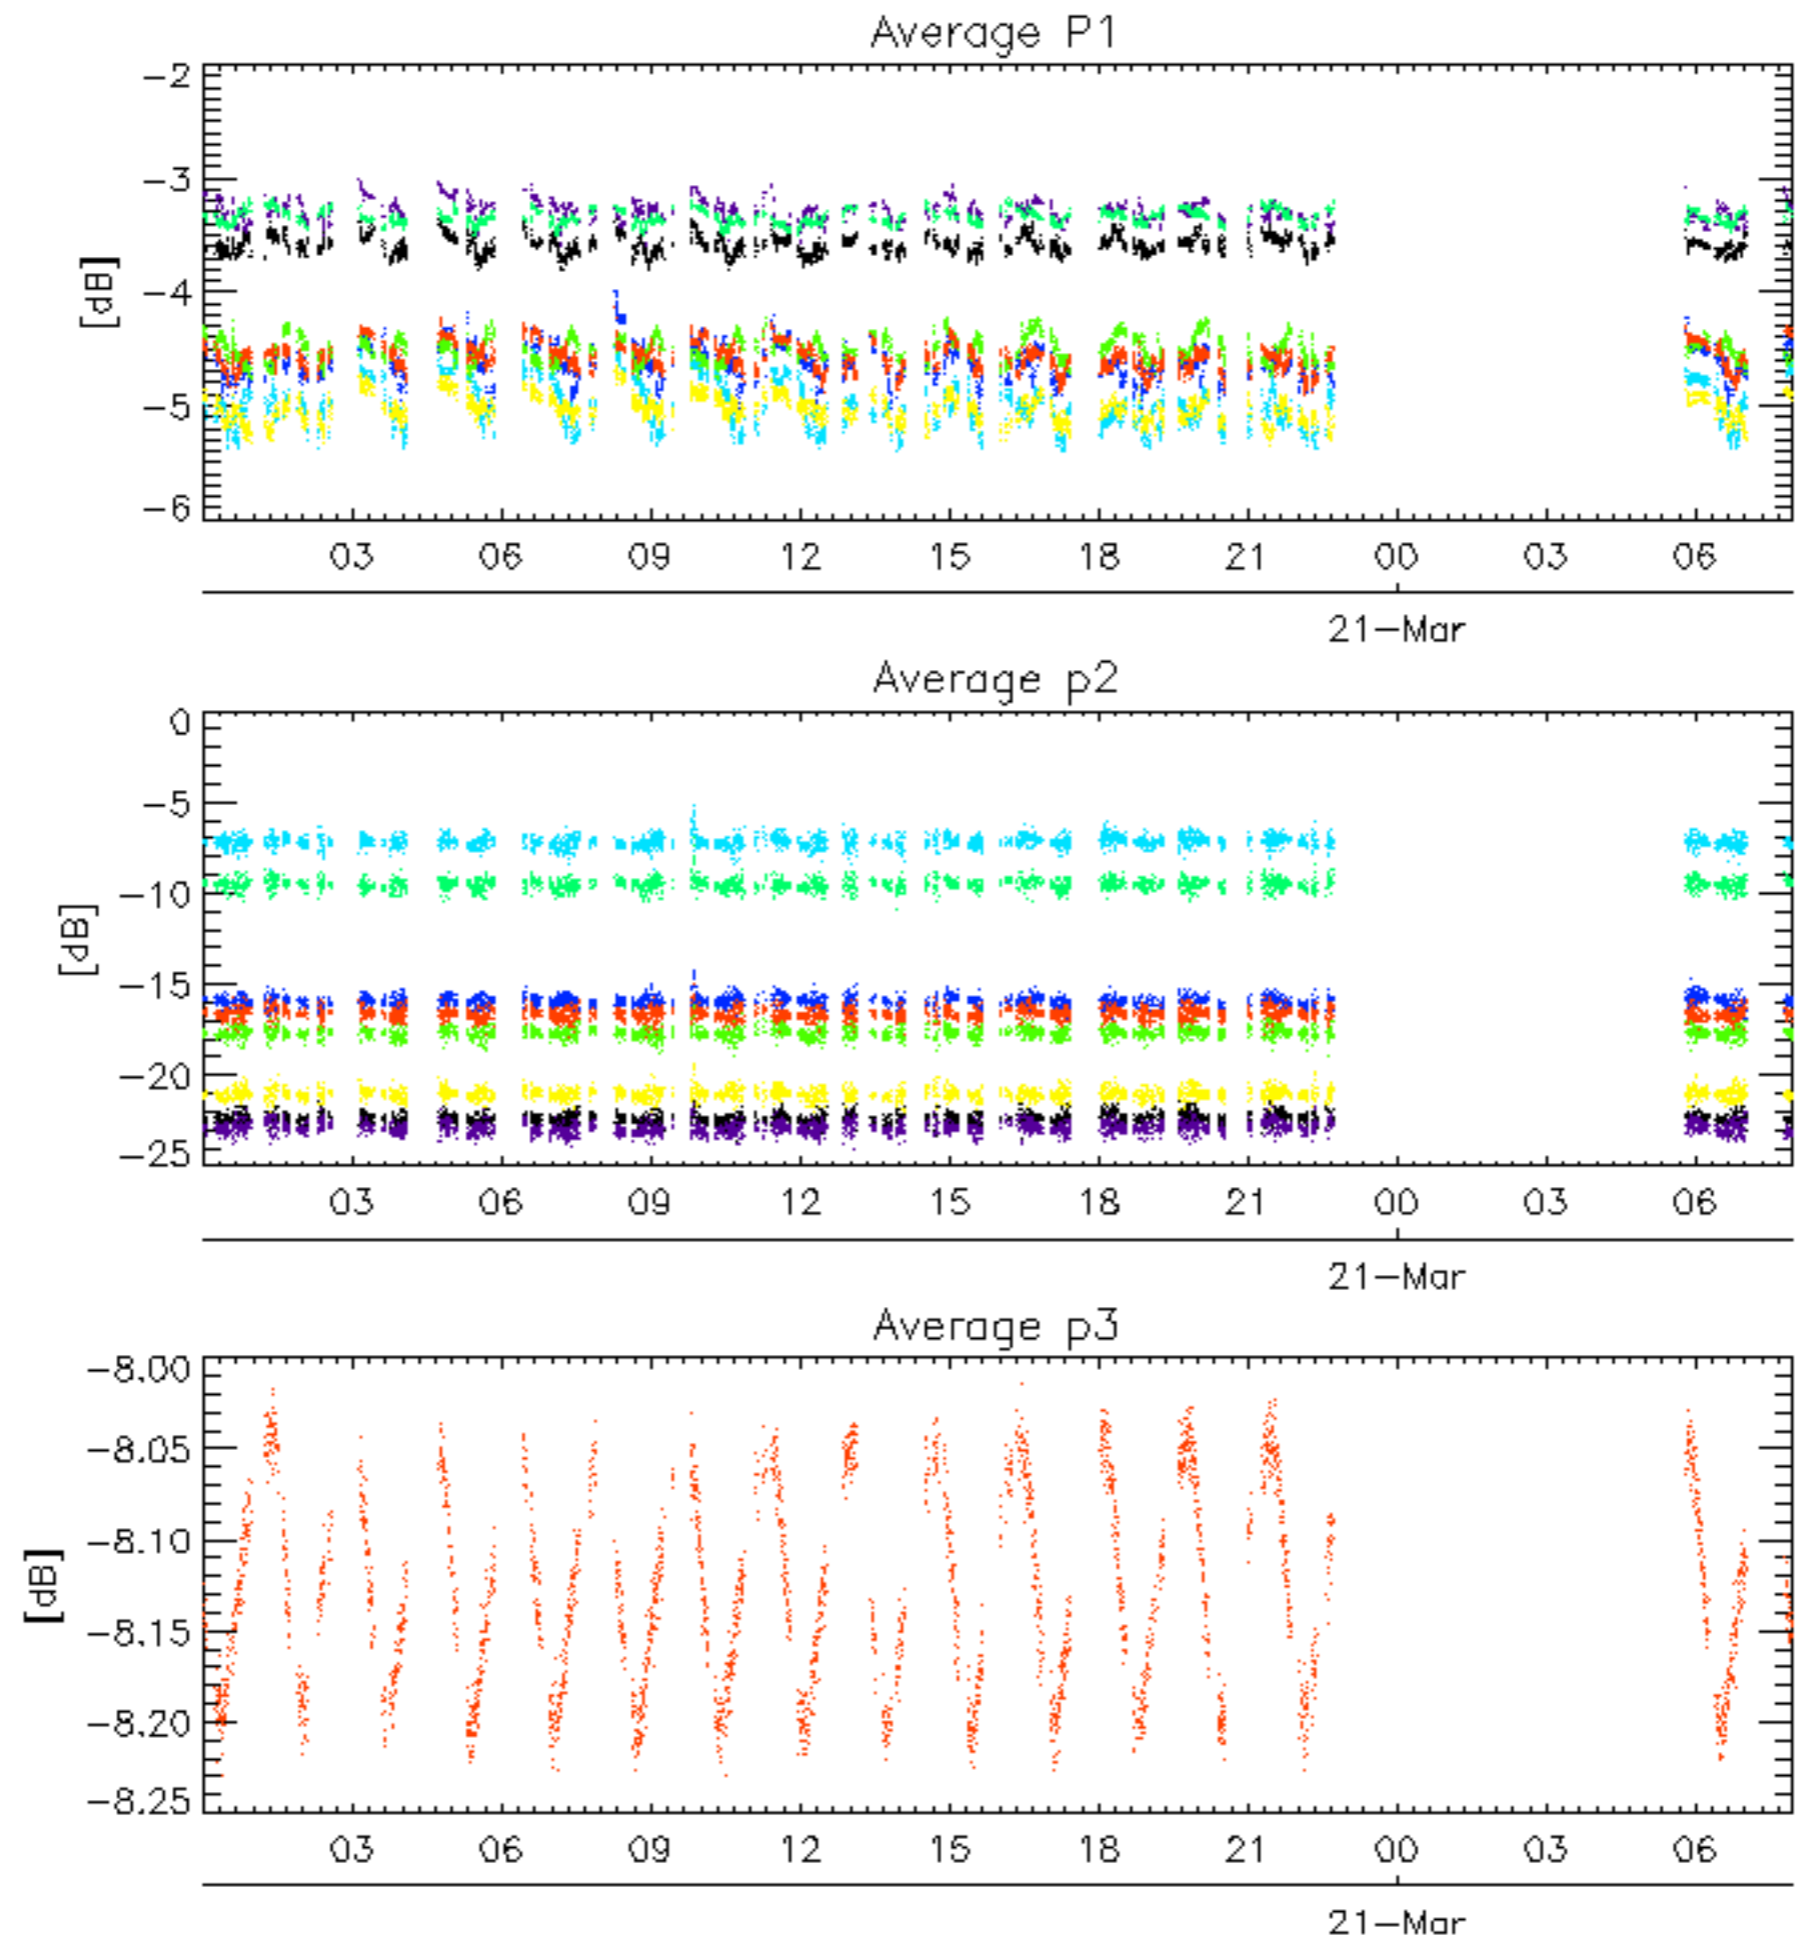 Average P1
-2
-3
-4
-5
-6
[dB]
03 06 09 12 15 18 21 00 03 06
21-Mar
Average p2
0
-5
-10
-15
-20
-25
[dB]
03 06 09 12 15 18 21 00 03 06
21-Mar
Average p3
-8.00
-8.05
-8.10
-8.15
-8.20
-8.25
[dB]
03 06 09 12 15 18 21 00 03 06
21-Mar